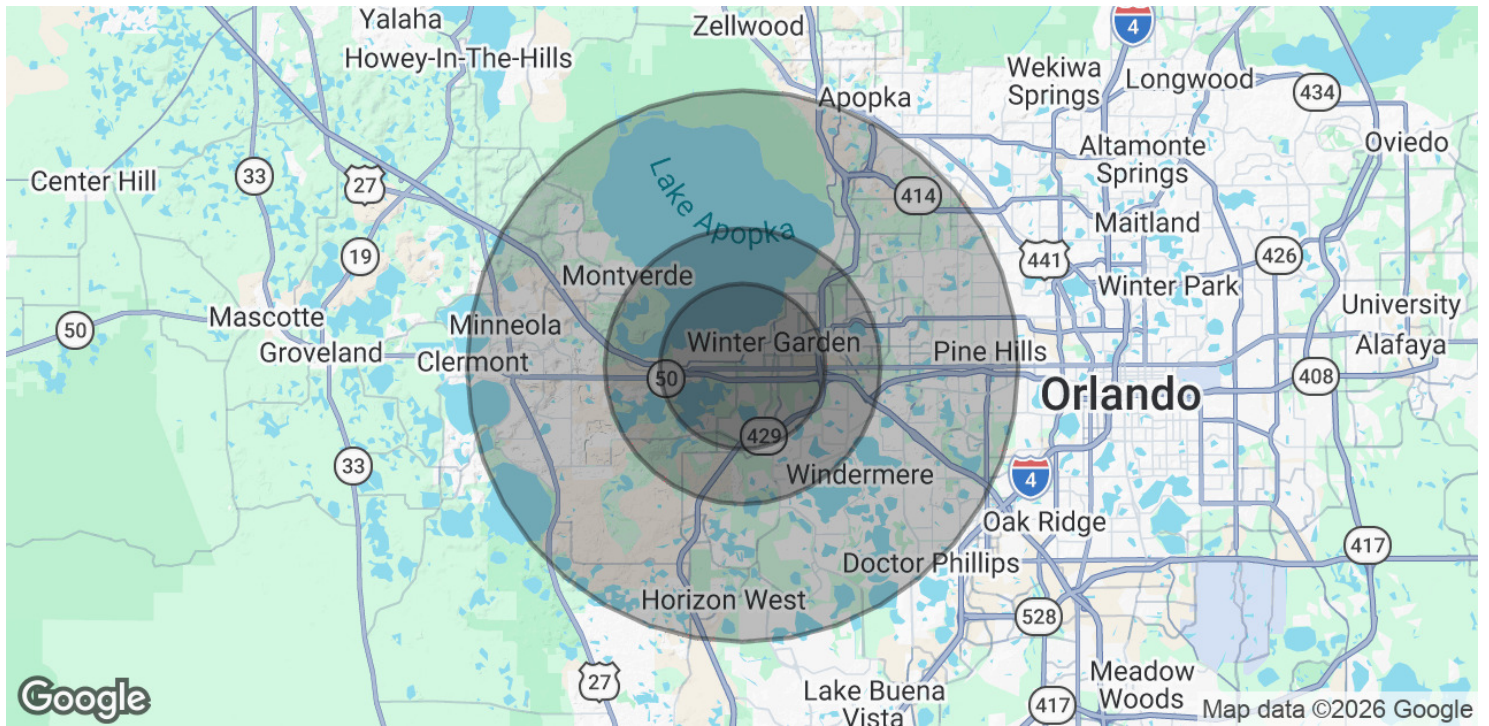 Yalaha
Zellwood
4
Howey-In-The-Hills
Wekiwa
Springs
Longwood
434
Apopka
Oviedo
Altamonte
Springs
Center Hill
33
27
Lake Apopka
414
Maitland
19
441
426
Montverde
Winter Park
University
Mascotte
Minneola
50
Winter Garden
Pine Hills
Alafaya
Groveland
Clermont
50
408
Orlando
429
33
Windermere
4
Oak Ridge
417
Doctor Phillips
Horizon West
528
27
Lake Buena
Vista
Meadow
Woods
417
Google
Map data ©2026 Google